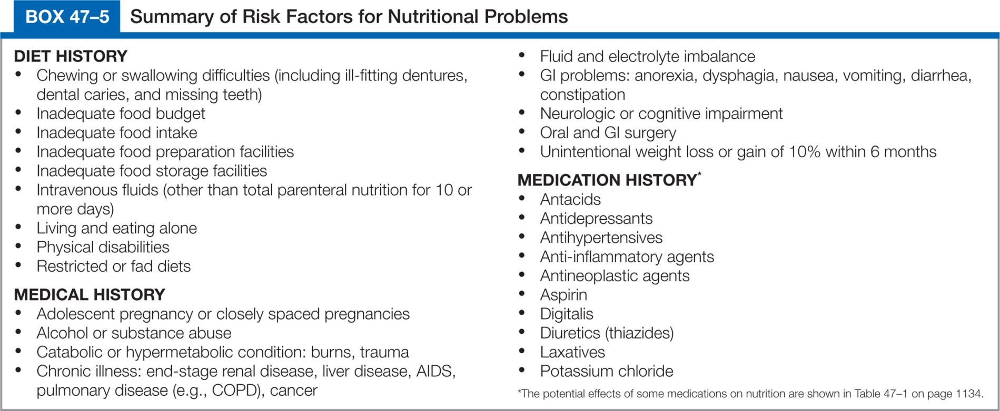 BOX 47–5 Summary of Risk Factors for Nutritional Problems
DIET HISTORY
• Chewing or swallowing difficulties (including ill-fitting dentures,
dental caries, and missing teeth)
• Inadequate food budget
• Inadequate food intake
• Inadequate food preparation facilities
• Inadequate food storage facilities
• Intravenous fluids (other than total parenteral nutrition for 10 or
more days)
• Living and eating alone
• Physical disabilities
• Restricted or fad diets
MEDICAL HISTORY
• Adolescent pregnancy or closely spaced pregnancies
• Alcohol or substance abuse
• Catabolic or hypermetabolic condition: burns, trauma
• Chronic illness: end-stage renal disease, liver disease, AIDS,
pulmonary disease (e.g., COPD), cancer
• Fluid and electrolyte imbalance
• GI problems: anorexia, dysphagia, nausea, vomiting, diarrhea,
constipation
• Neurologic or cognitive impairment
• Oral and GI surgery
• Unintentional weight loss or gain of 10% within 6 months
MEDICATION HISTORY*
• Antacids
• Antidepressants
• Antihypertensives
• Anti-inflammatory agents
• Antineoplastic agents
• Aspirin
• Digitalis
• Diuretics (thiazides)
• Laxatives
• Potassium chloride
*The potential effects of some medications on nutrition are shown in Table 47–1 on page 1134.